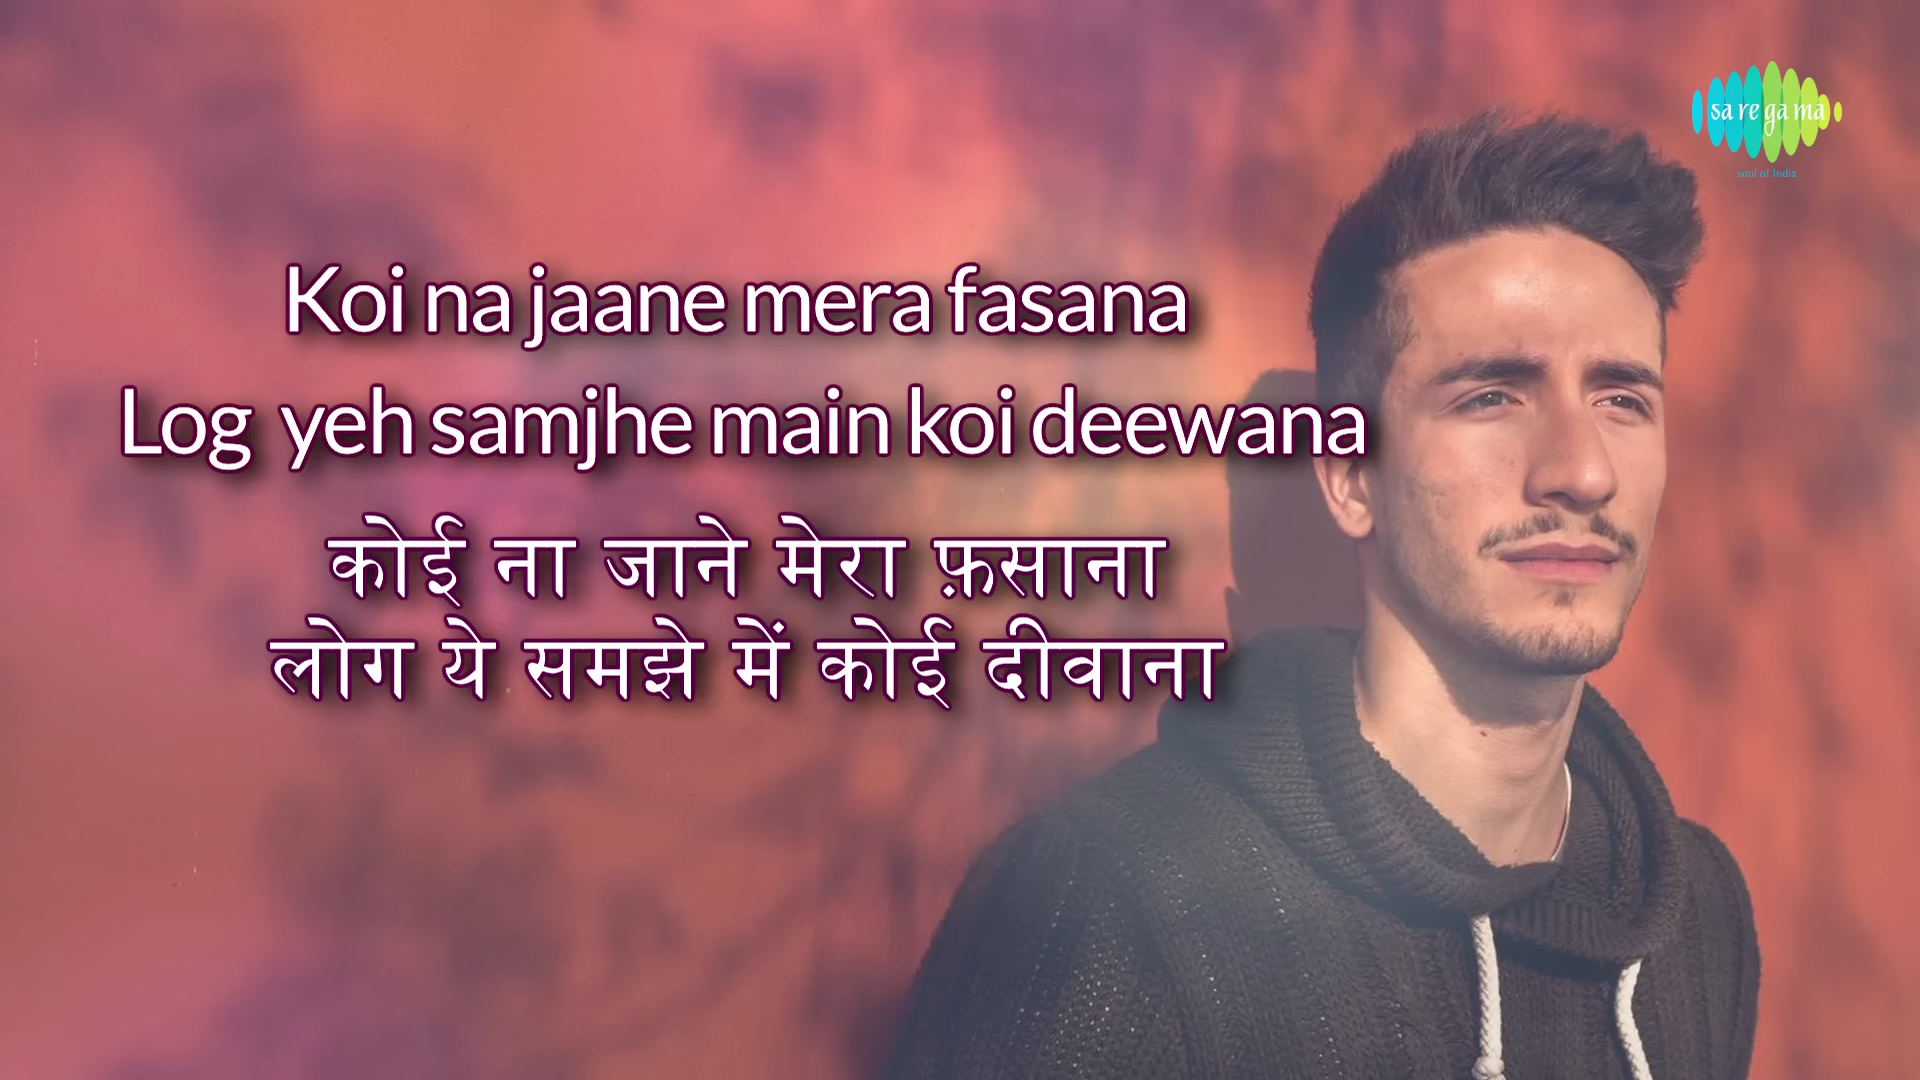 sa re ga ma
soul of India
Koi na jaane mera fasana
Log yeh samjhe main koi deewana
कोई ना जाने मेरा फ़साना
लोग ये समझे में कोई दीवाना